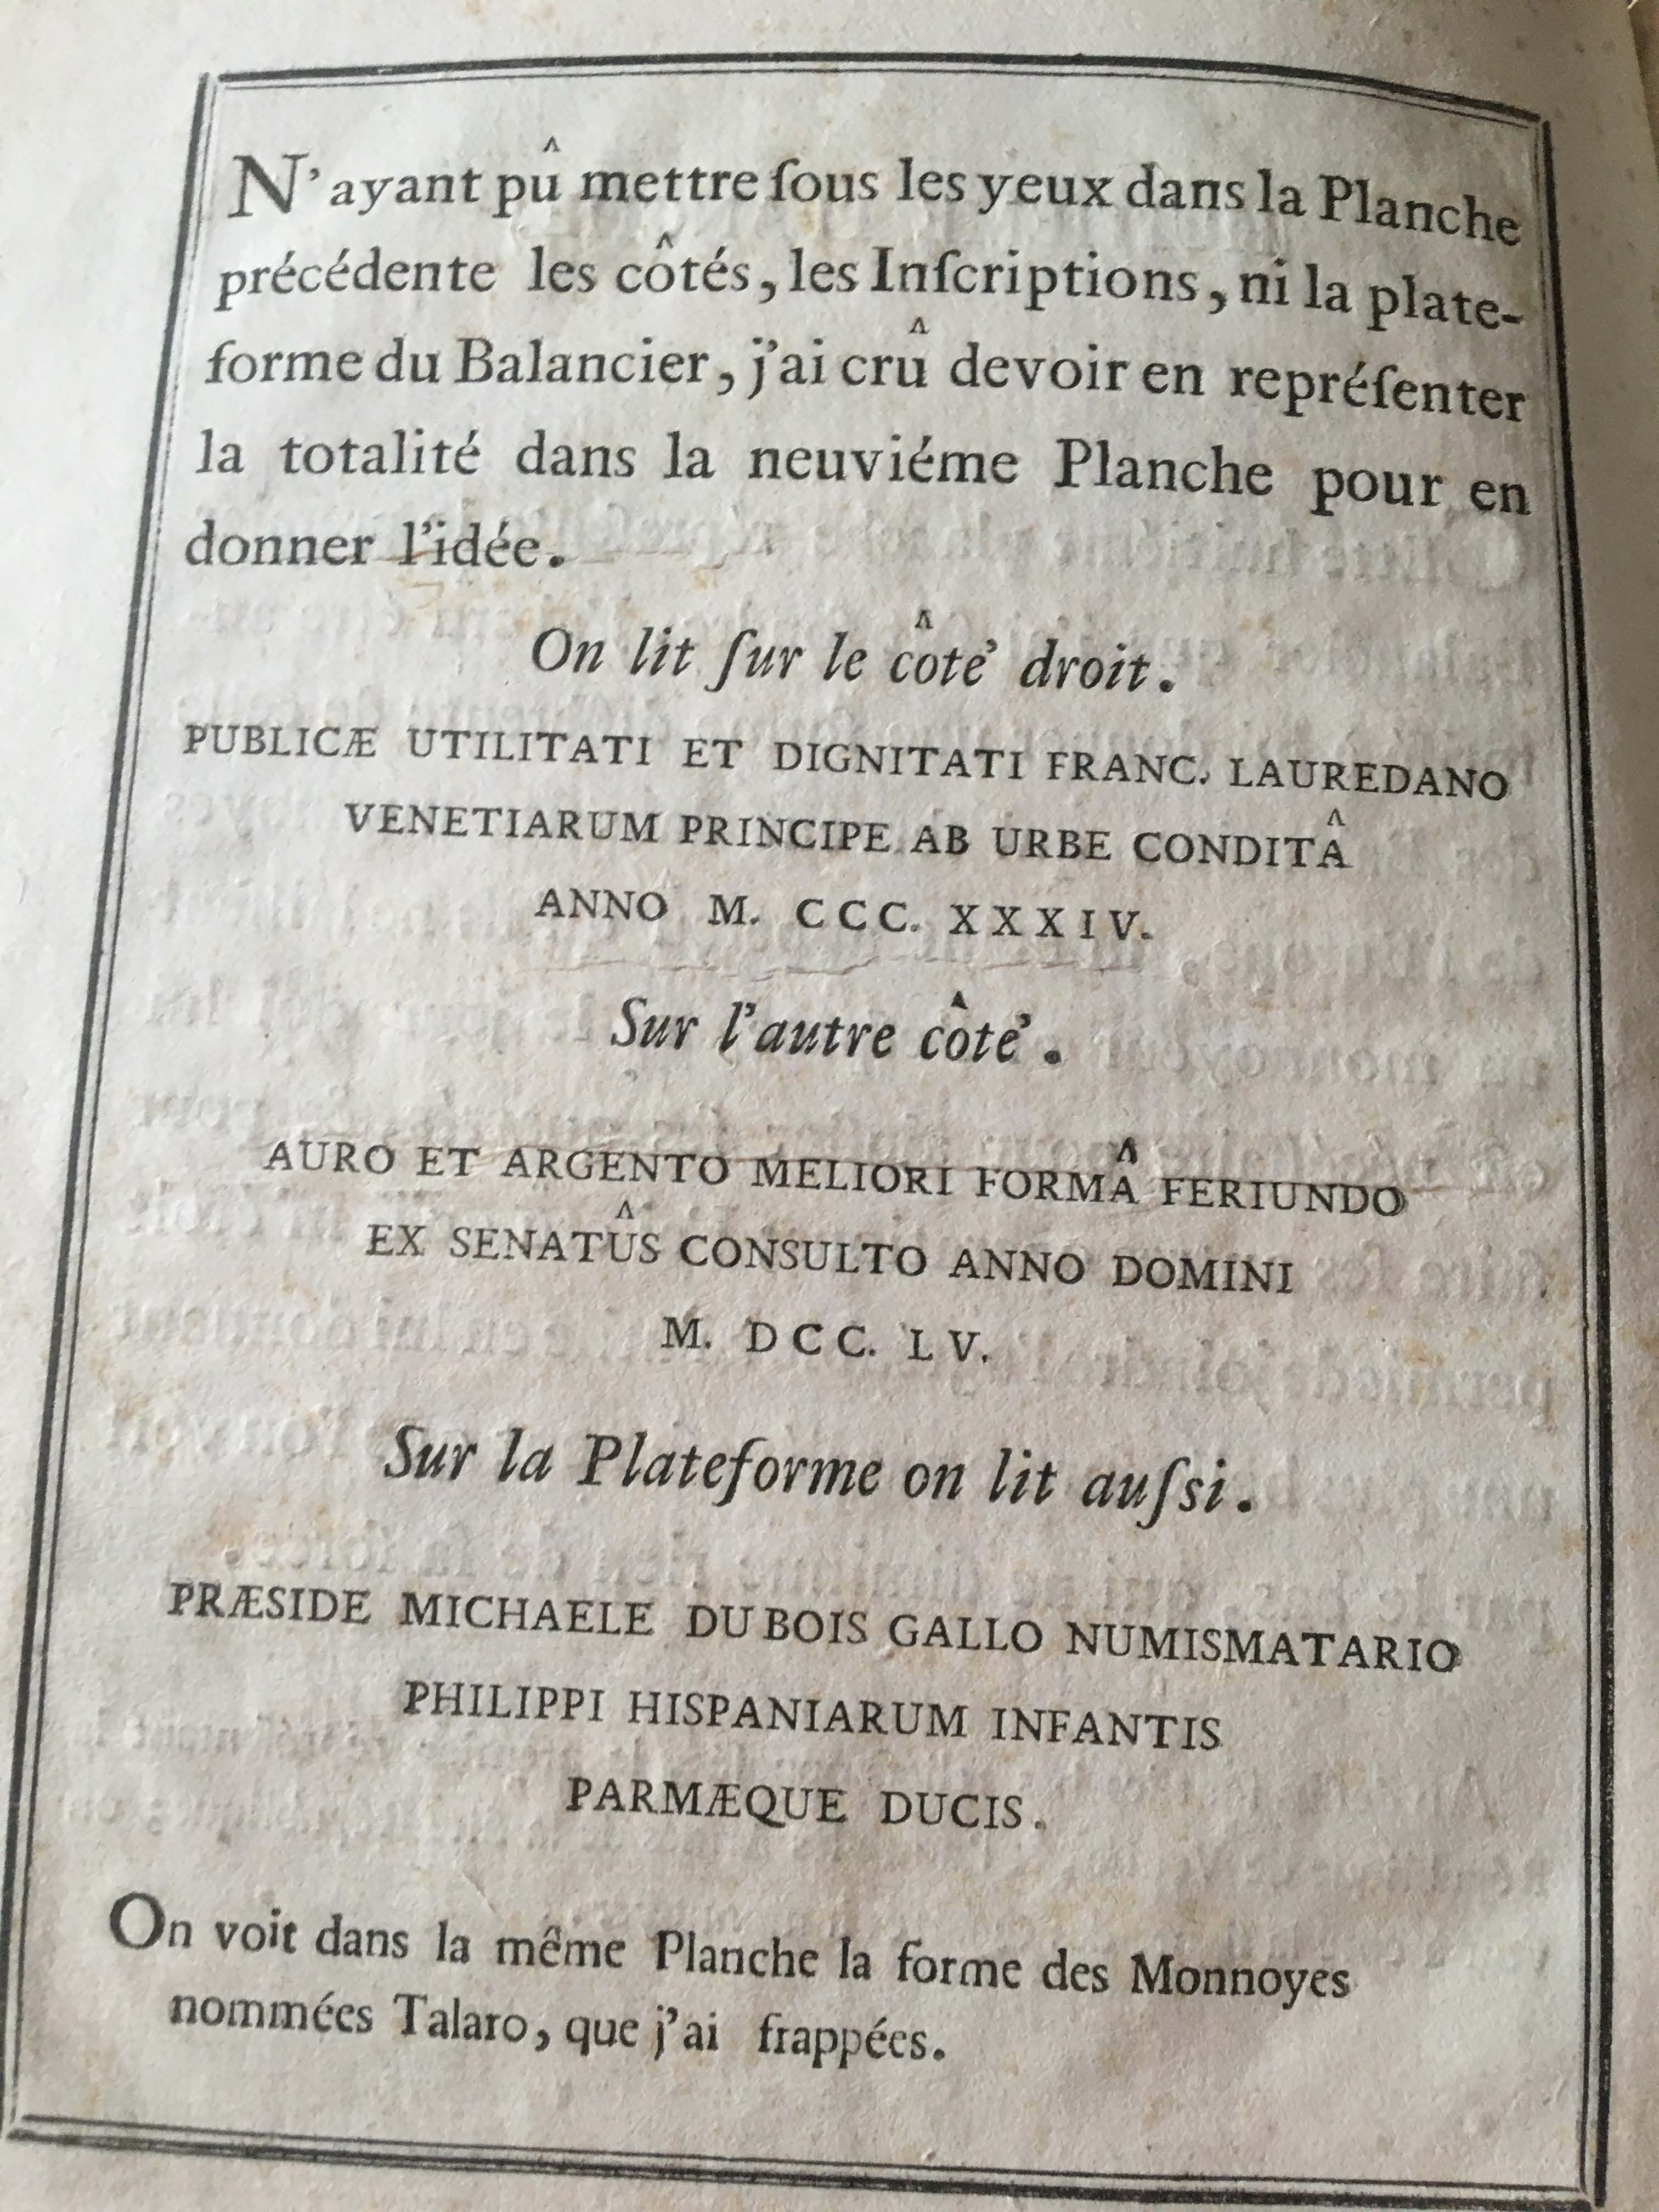 N'ayant pû mettre ſous les yeux dans la Planche
précédente les côtés, les Inſcriptions, ni la plate-
forme du Balancier, j'ai crû devoir en repréſenter
la totalité dans la neuviéme Planche pour en
donner l'idée.
On lit ſur le côté droit.
PUBLICÆ UTILITATI ET DIGNITATI FRANC. LAUREDANO
VENETIARUM PRINCIPE AB URBE CONDITÂ
ANNO M. CCC. XXXIV.
Sur l'autre côté.
AURO ET ARGENTO MELIORI FORMÂ FERIUNDO
EX SENATÛS CONSULTO ANNO DOMINI
M. DCC. LV.
Sur la Plateforme on lit auſsi.
PRÆSIDE MICHAELE DUBOIS GALLO NUMISMATARIO
PHILIPPI HISPANIARUM INFANTIS
PARMÆQUE DUCIS.
On voit dans la même Planche la forme des Monnoyes
nommées Talaro, que j'ai frappées.